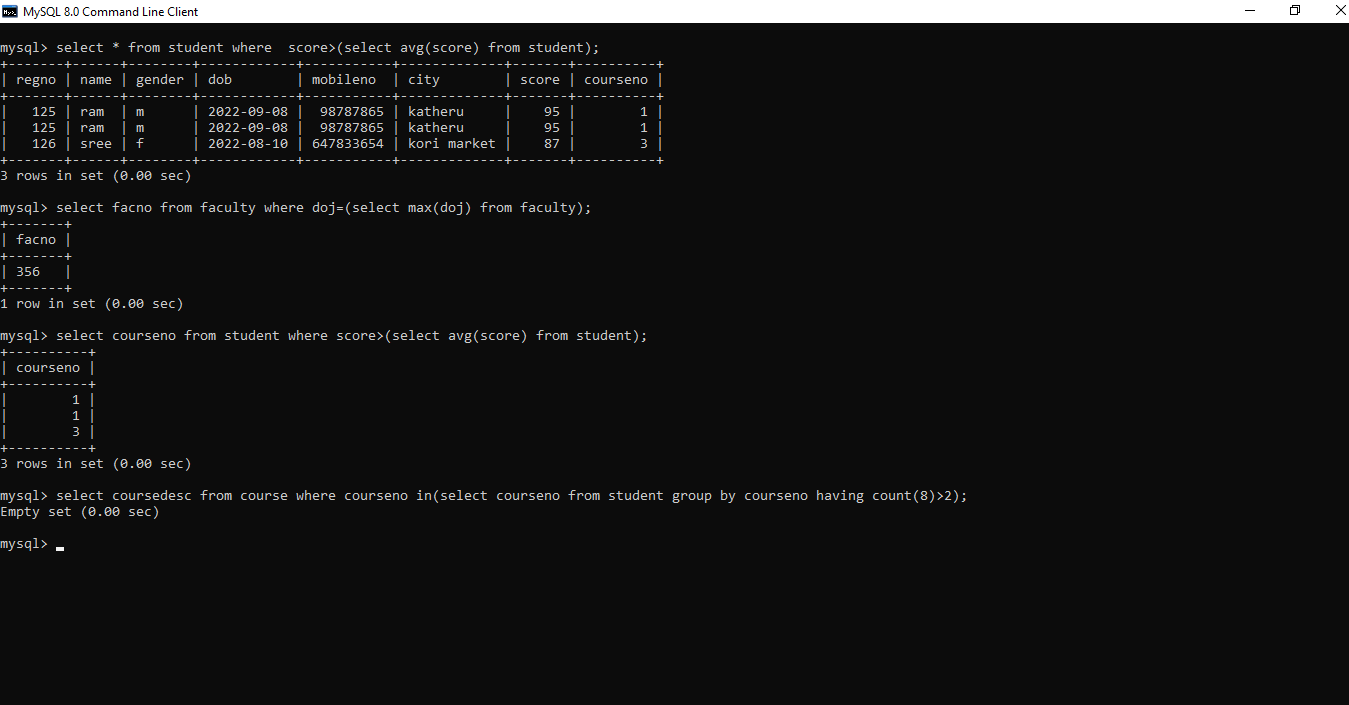 MySQL 8.0 Command Line Client
mysql> select * from student where  score>(select avg(score) from student);
+-------+------+--------+------------+-----------+-------------+-------+----------+
| regno | name | gender | dob        | mobileno  | city        | score | courseno |
+-------+------+--------+------------+-----------+-------------+-------+----------+
|   125 | ram  | m      | 2022-09-08 |  98787865 | katheru     |    95 |        1 |
|   125 | ram  | m      | 2022-09-08 |  98787865 | katheru     |    95 |        1 |
|   126 | sree | f      | 2022-08-10 | 647833654 | kori market |    87 |        3 |
+-------+------+--------+------------+-----------+-------------+-------+----------+
3 rows in set (0.00 sec)
mysql> select facno from faculty where doj=(select max(doj) from faculty);
+-------+
| facno |
+-------+
| 356   |
+-------+
1 row in set (0.00 sec)
mysql> select courseno from student where score>(select avg(score) from student);
+----------+
| courseno |
+----------+
|        1 |
|        1 |
|        3 |
+----------+
3 rows in set (0.00 sec)
mysql> select coursedesc from course where courseno in(select courseno from student group by courseno having count(8)>2);
Empty set (0.00 sec)
mysql>